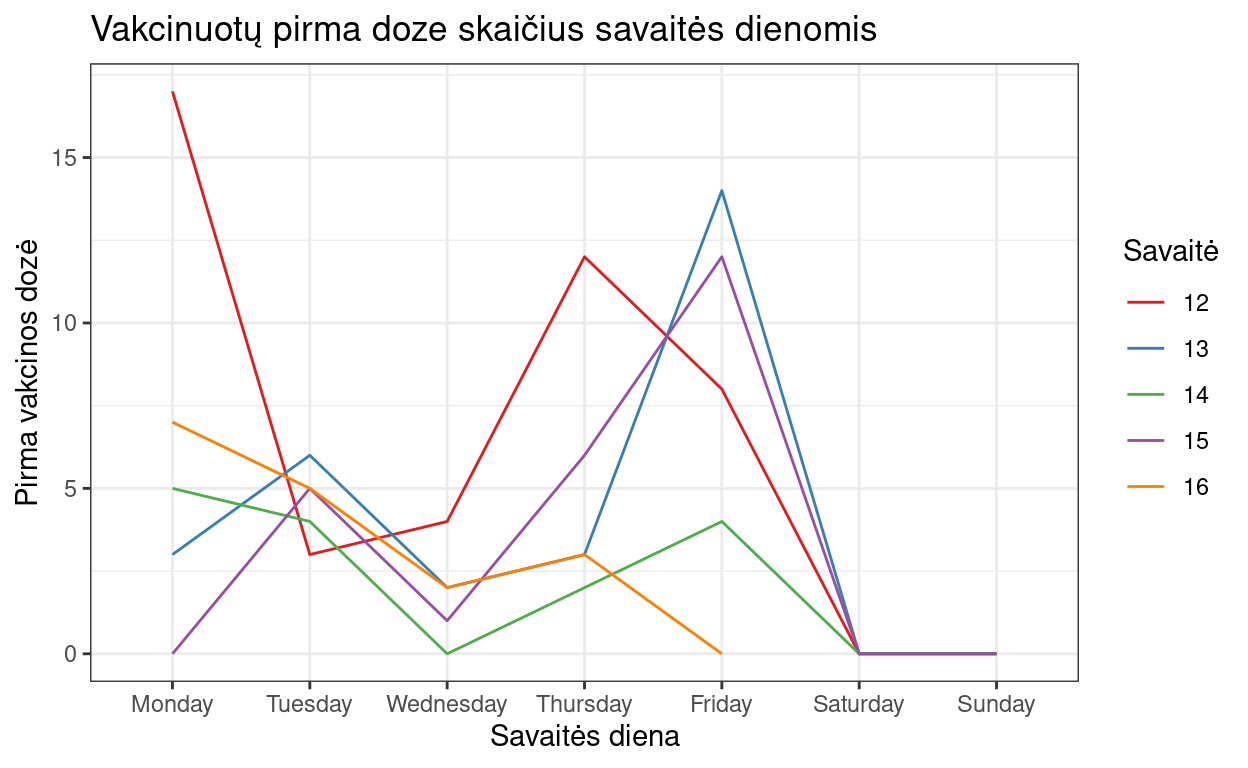 Vakcinuotų pirma doze skaičius savaitės dienomis
Pirma vakcinos dozė
15
10
5
0
Monday Tuesday Wednesday Thursday Friday Saturday Sunday
Savaitės diena
Savaitė
12
13
14
15
16